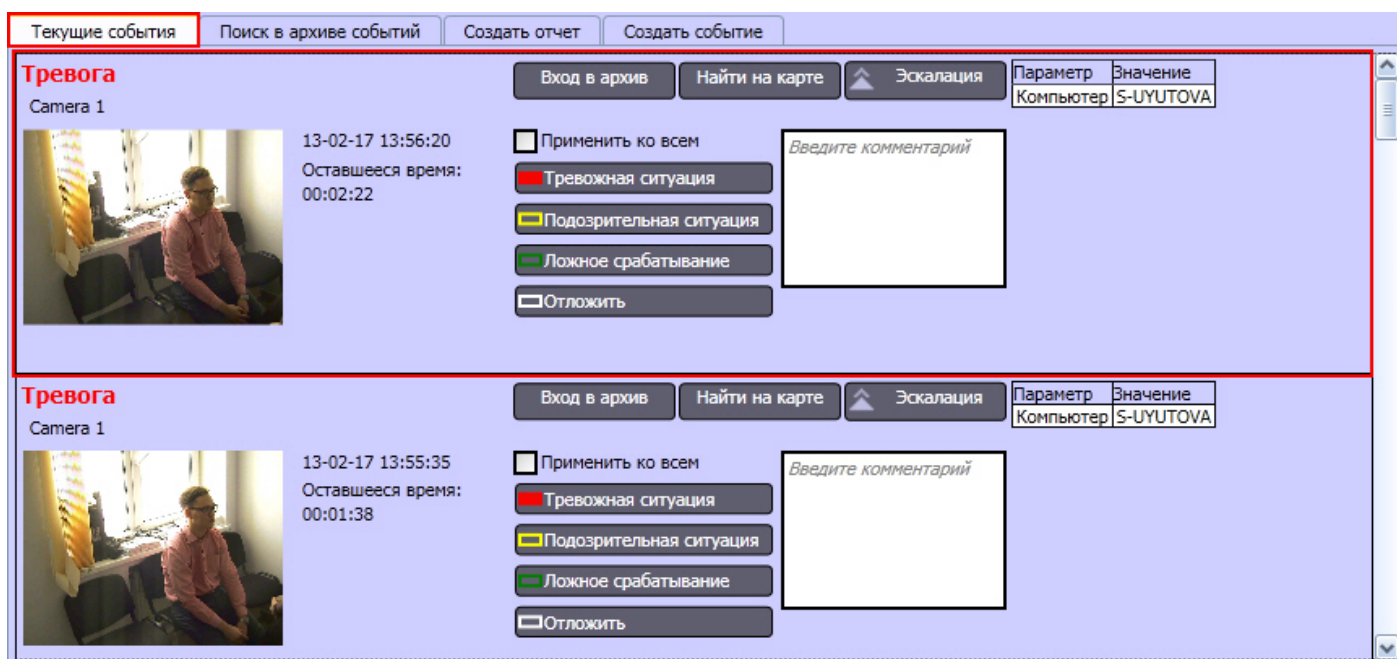 Текущие события Поиск в архиве событий Создать отчет Создать событие
Тревога Вход в архив Найти на карте Эскалация Параметр Значение
Camera 1 Компьютер S-UYUTOVA
13-02-17 13:56:20 Применить ко всем Введите комментарий
Оставшееся время: Тревожная ситуация
00:02:22
Подозрительная ситуация
Ложное срабатывание
Отложить
Тревога Вход в архив Найти на карте Эскалация Параметр Значение
Camera 1 Компьютер S-UYUTOVA
13-02-17 13:55:35 Применить ко всем Введите комментарий
Оставшееся время: Тревожная ситуация
00:01:38
Подозрительная ситуация
Ложное срабатывание
Отложить